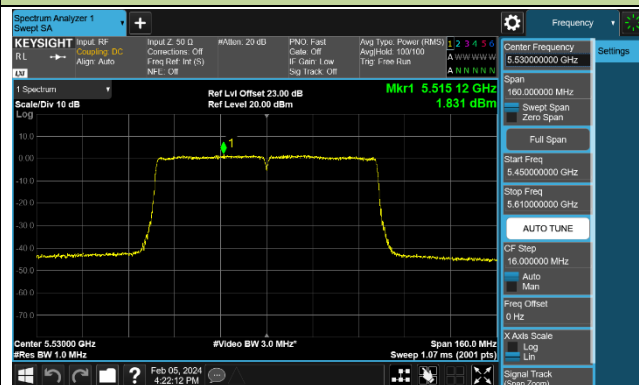 Spectrum Analyzer 1
Swept SA
+
Frequency
KEYSIGHT Input: RF Input Z: 50 Ω #Atten: 20 dB PNO: Fast Avg Type: Power (RMS) 1 2 3 4 5 6
RL Coupling: DC Corrections: Off Gate: Off Avg|Hold: 100/100 A W W W W W
Align: Auto Freq Ref: Int (S) IF Gain: Low Trig: Free Run
LXI NFE: Off Sig Track: Off A N N N N N
1 Spectrum
Ref Lvl Offset 23.00 dB Mkr1 5.515 12 GHz
Scale/Div 10 dB Ref Level 20.00 dBm 1.831 dBm
Log
10.0
0.00
-10.0
-20.0
-30.0
-40.0
-50.0
-60.0
-70.0
1
Center 5.53000 GHz #Video BW 3.0 MHz* Span 160.0 MHz
#Res BW 1.0 MHz Sweep 1.07 ms (2001 pts)
Feb 05, 2024
4:22:12 PM
Center Frequency
5.530000000 GHz
Settings
Span
160.000000 MHz
Swept Span
Zero Span
Full Span
Start Freq
5.450000000 GHz
Stop Freq
5.610000000 GHz
AUTO TUNE
CF Step
16.000000 MHz
Auto
Man
Freq Offset
0 Hz
X Axis Scale
Log
Lin
Signal Track
(Span Zoom)